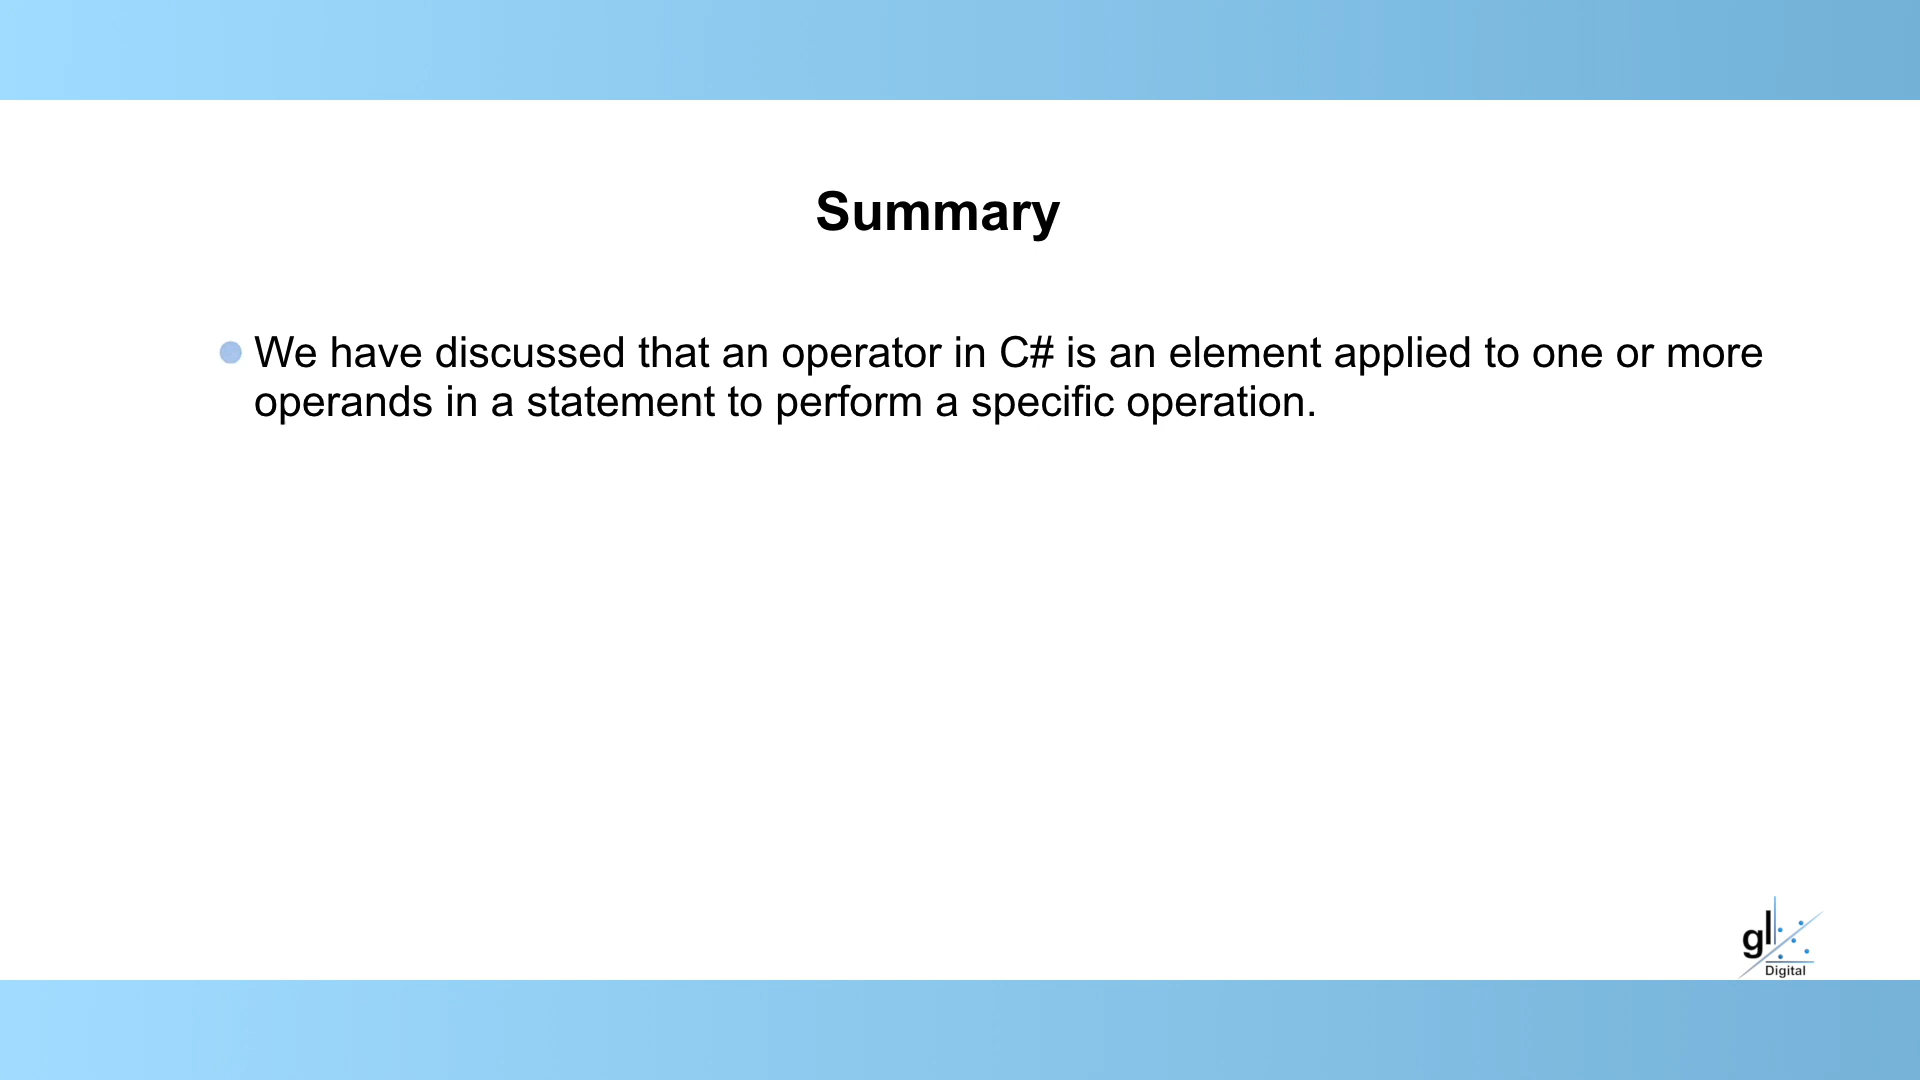 Summary
We have discussed that an operator in C# is an element applied to one or more
operands in a statement to perform a specific operation.
gl
Digital